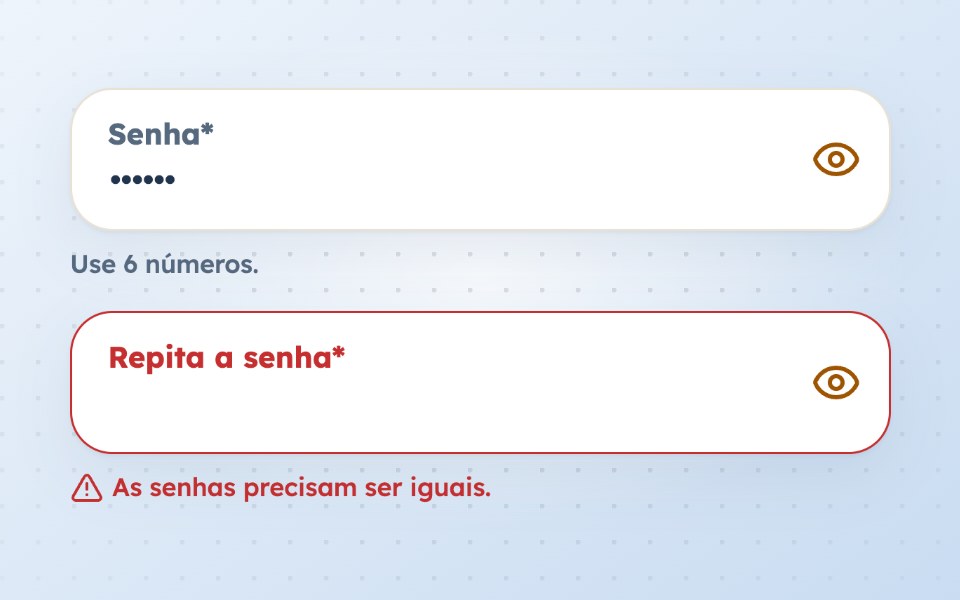 Senha*
••••••
Use 6 números.
Repita a senha*
As senhas precisam ser iguais.